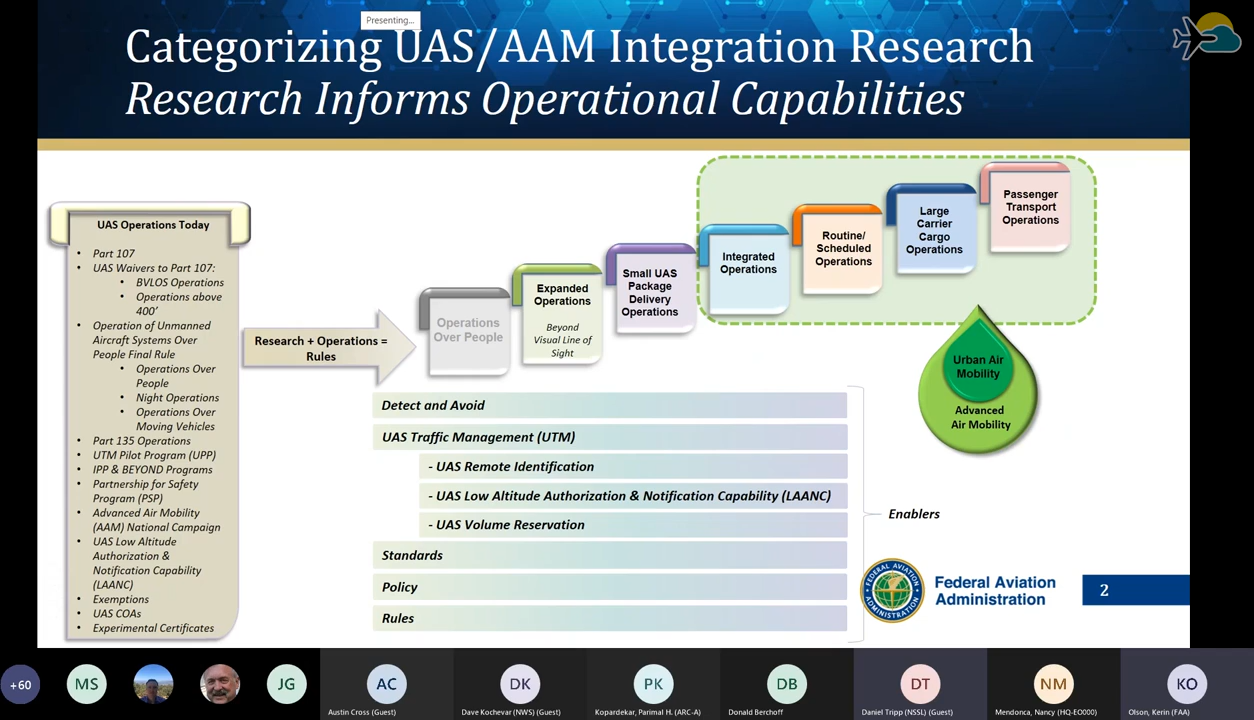 Presenting...
Categorizing UAS/AAM Integration Research
Research Informs Operational Capabilities
UAS Operations Today
• Part 107
• UAS Waivers to Part 107:
• BVLOS Operations
• Operations above
400'
• Operation of Unmanned
Aircraft Systems Over
People Final Rule
• Operations Over
People
• Night Operations
• Operations Over
Moving Vehicles
• Part 135 Operations
• UTM Pilot Program (UPP)
• IPP & BEYOND Programs
• Partnership for Safety
Program (PSP)
• Advanced Air Mobility
(AAM) National Campaign
• UAS Low Altitude
Authorization &
Notification Capability
(LAANC)
• Exemptions
• UAS COAs
• Experimental Certificates
Research + Operations =
Rules
Operations
Over People
Expanded
Operations
Beyond
Visual Line of
Sight
Small UAS
Package
Delivery
Operations
Integrated
Operations
Routine/
Scheduled
Operations
Large
Carrier
Cargo
Operations
Passenger
Transport
Operations
Urban Air
Mobility
Advanced
Air Mobility
Detect and Avoid
UAS Traffic Management (UTM)
- UAS Remote Identification
- UAS Low Altitude Authorization & Notification Capability (LAANC)
- UAS Volume Reservation
Standards
Policy
Rules
Enablers
FEDERAL AVIATION
ADMINISTRATION
Federal Aviation
Administration
2
+60
MS
JG
AC
DK
PK
DB
DT
NM
KO
Austin Cross (Guest)
Dave Kochevar (NWS) (Guest)
Kopardekar, Parimal H. (ARC-A)
Donald Berchoff
Daniel Tripp (NSSL) (Guest)
Mendonca, Nancy (HQ-EO000)
Olson, Kerin (FAA)